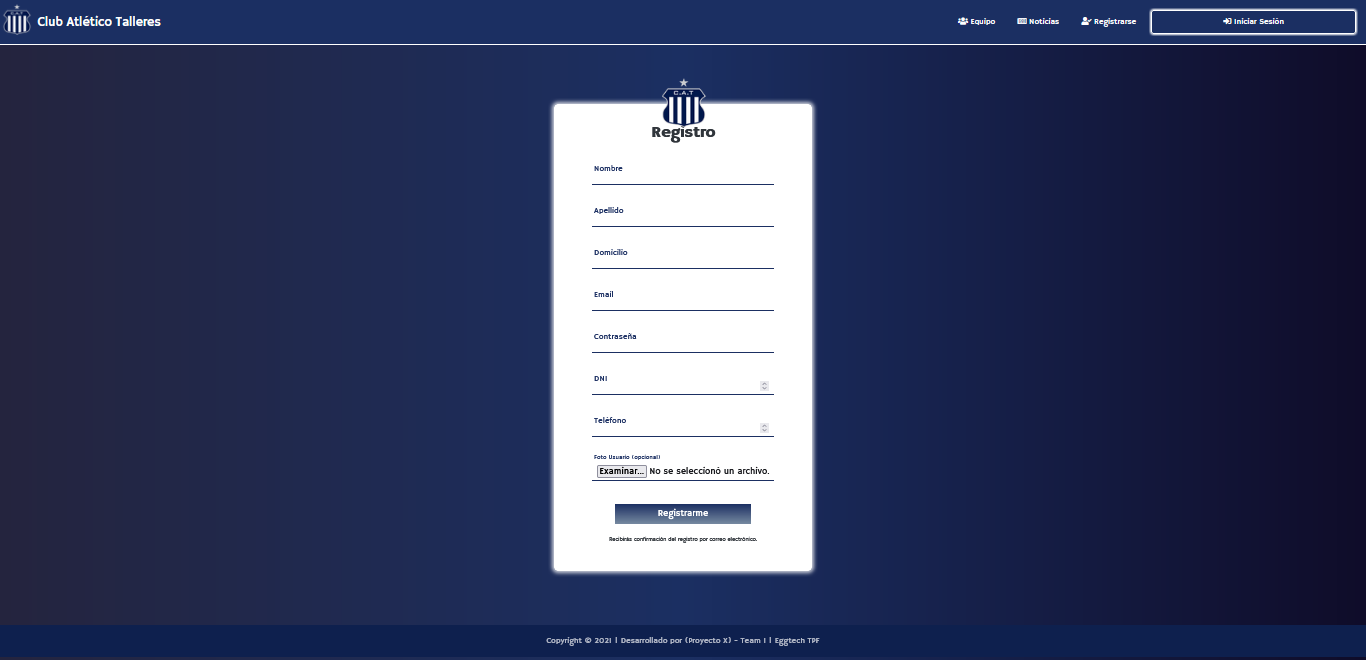 Club Atlético Talleres
Equipo
Noticias
Registrarse
Iniciar Sesión
C.A.T
Registro
Nombre
Apellido
Domicilio
Email
Contraseña
DNI
Teléfono
Foto Usuario (opcional)
Examinar... No se seleccionó un archivo.
Registrarme
Recibirás confirmación del registro por correo electrónico.
Copyright © 2021 | Desarrollado por {Proyecto X} - Team 1 | Eggtech TPF